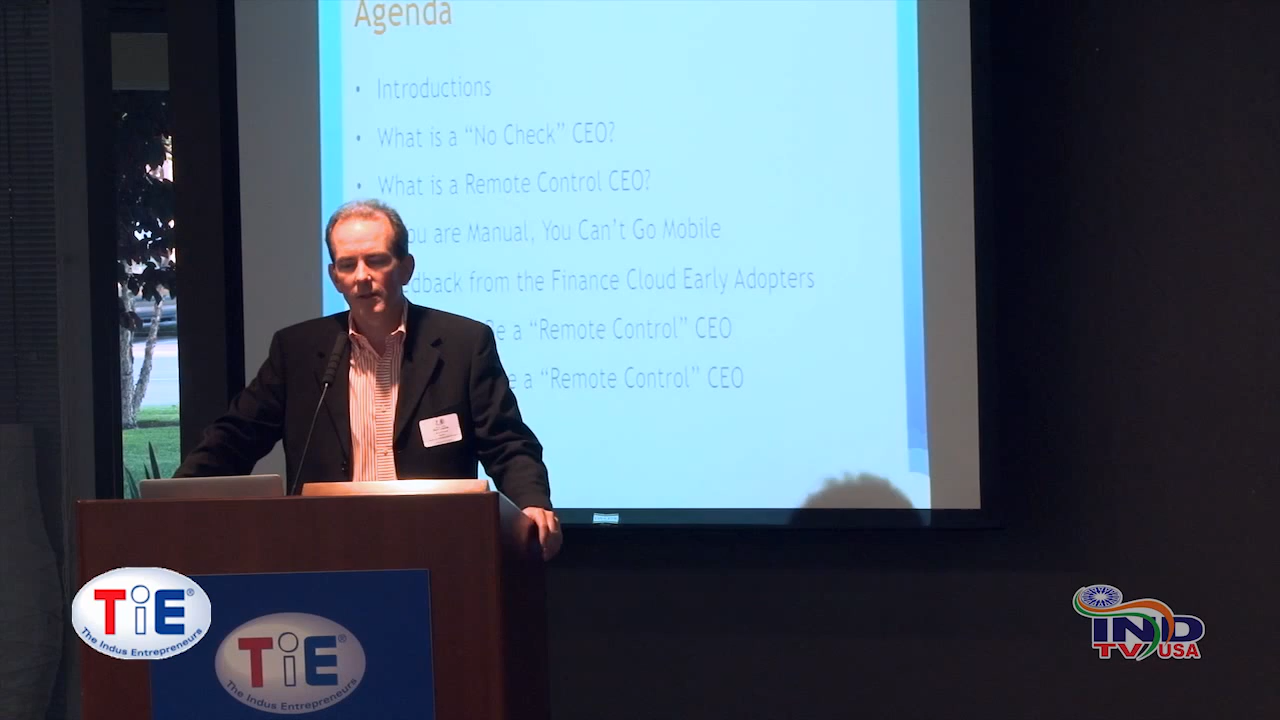 Agenda
• Introductions
• What is a “No Check” CEO?
• What is a Remote Control CEO?
ou are Manual, You Can’t Go Mobile
edback from the Finance Cloud Early Adopters
e a “Remote Control” CEO
e a “Remote Control” CEO
TiE®
The Indus Entrepreneurs
TiE®
The Indus Entrepreneurs
IND
TV USA